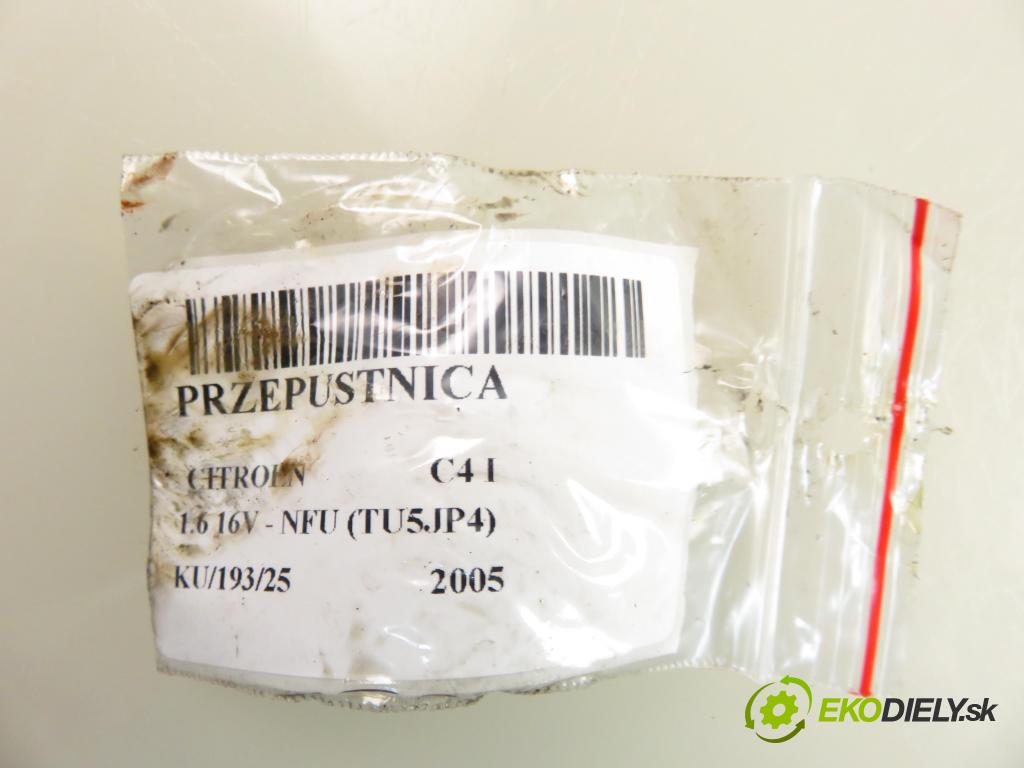 PRZEPUSTNICA
CITROEN C4 I
1.6 16V - NFU (TU5JP4)
KU/193/25 2005
EKODIELY.sk